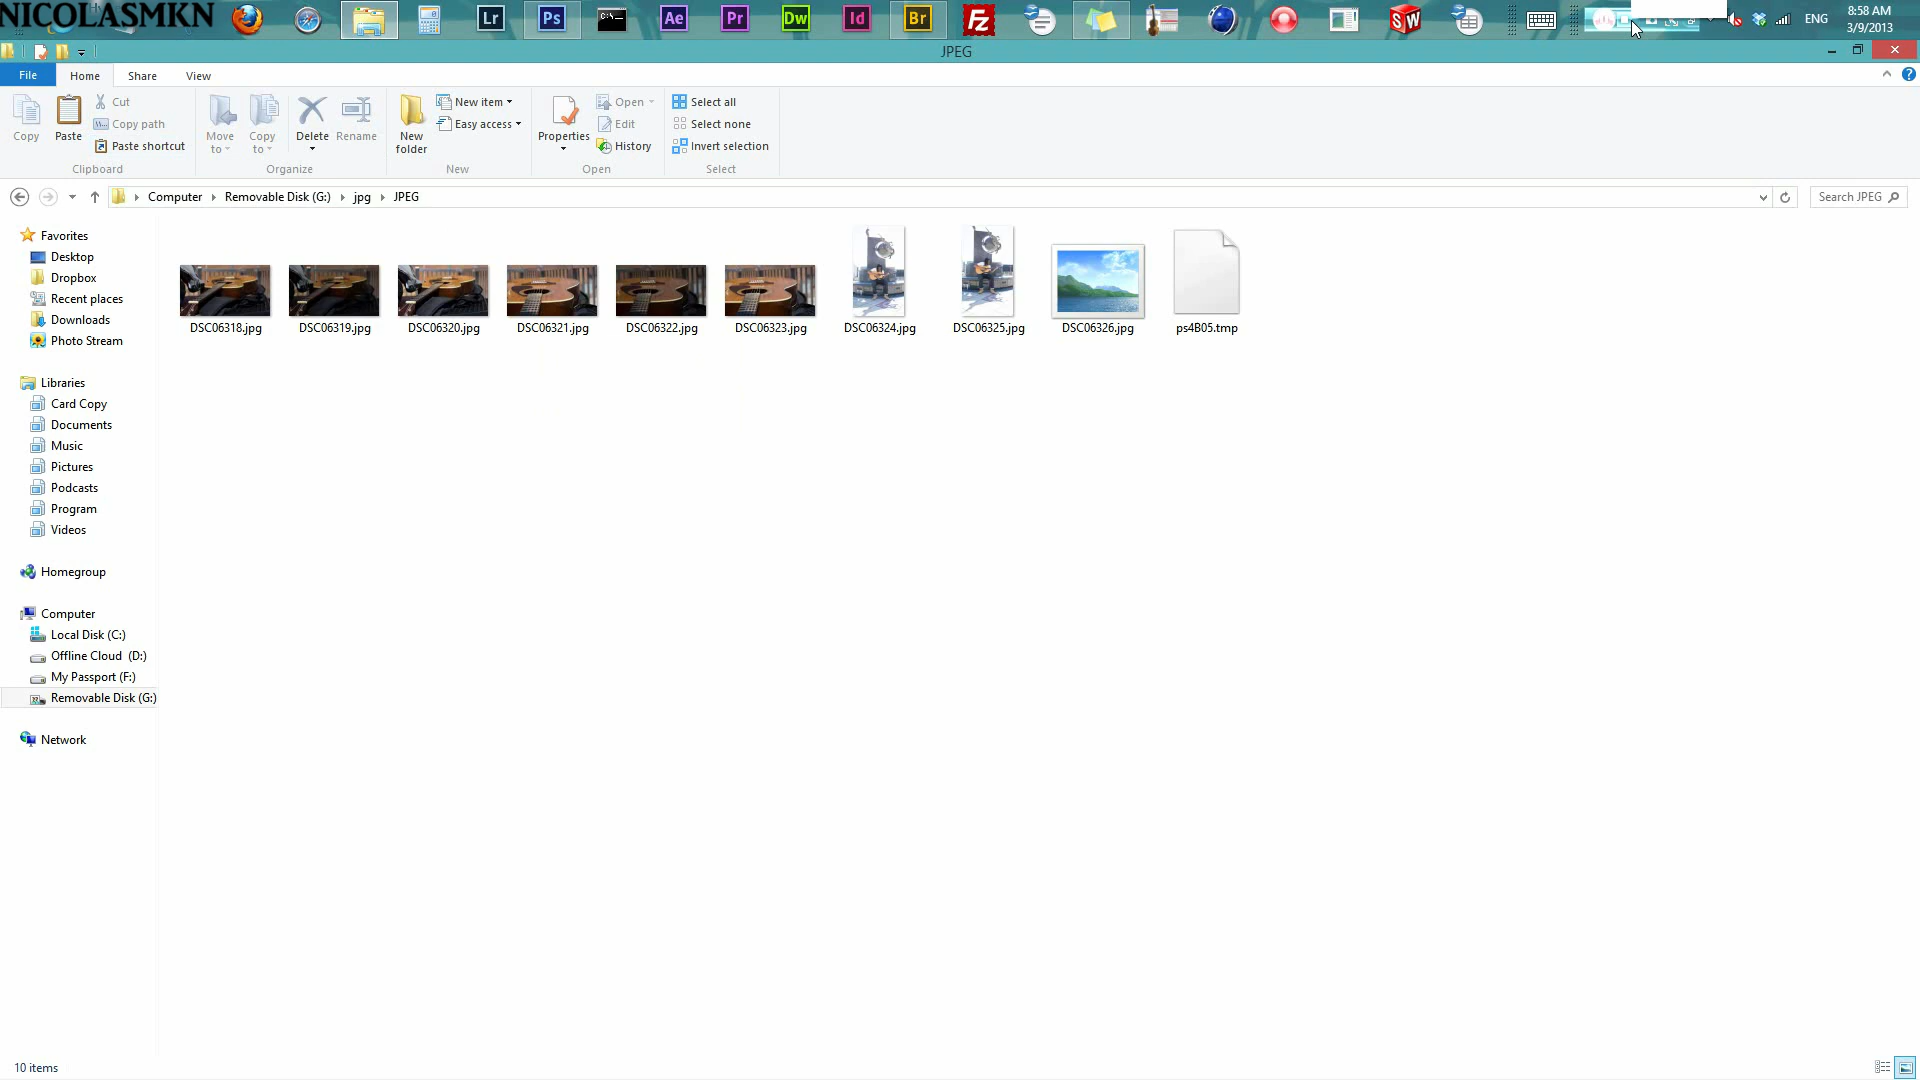 NICOLASMKN
Lr
Ps
Ae
Pr
Dw
Id
Br
FZ
SW
ENG
8:58 AM
3/9/2013
JPEG
File
Home
Share
View
Copy
Paste
Cut
Copy path
Paste shortcut
Clipboard
Move to
Copy to
Delete
Rename
Organize
New folder
New item
Easy access
New
Properties
Open
Edit
History
Open
Select all
Select none
Invert selection
Select
Computer
Removable Disk (G:)
jpg
JPEG
Search JPEG
Favorites
Desktop
Dropbox
Recent places
Downloads
Photo Stream
Libraries
Card Copy
Documents
Music
Pictures
Podcasts
Program
Videos
Homegroup
Computer
Local Disk (C:)
Offline Cloud (D:)
My Passport (F:)
Removable Disk (G:)
Network
DSC06318.jpg
DSC06319.jpg
DSC06320.jpg
DSC06321.jpg
DSC06322.jpg
DSC06323.jpg
DSC06324.jpg
DSC06325.jpg
DSC06326.jpg
ps4B05.tmp
10 items